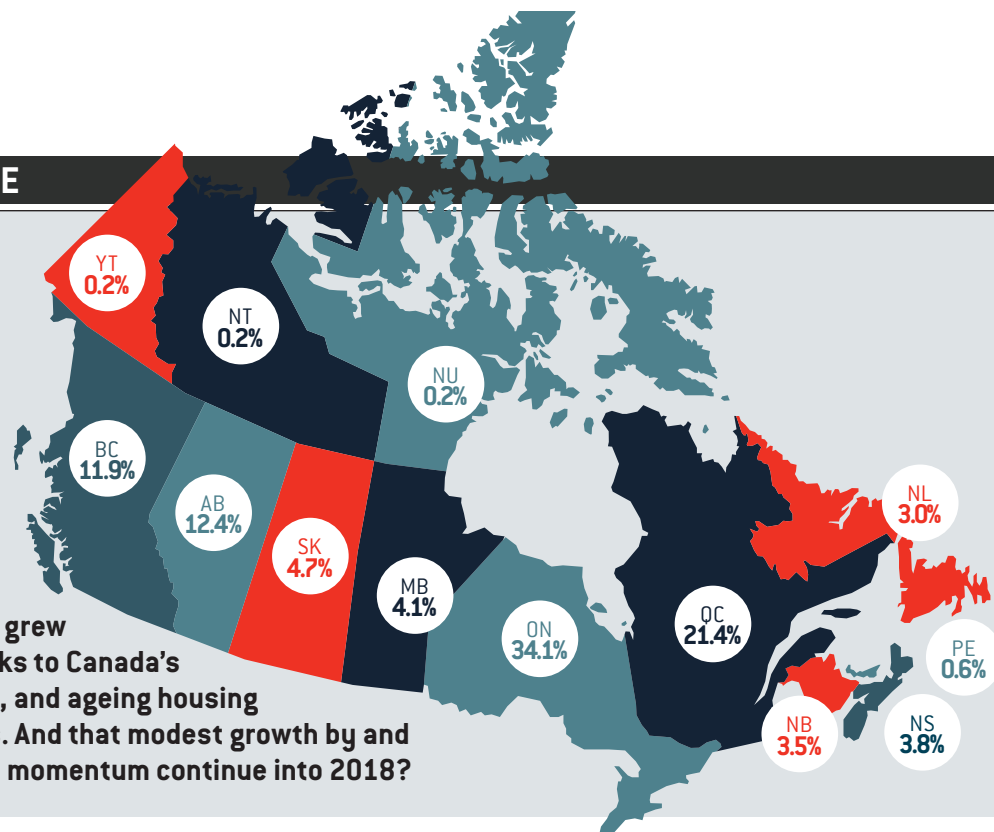 E
YT
0.2%
NT
0.2%
NU
0.2%
BC
11.9%
AB
12.4%
SK
4.7%
MB
4.1%
ON
34.1%
QC
21.4%
NL
3.0%
PE
0.6%
NB
3.5%
NS
3.8%
grew
ks to Canada's
, and ageing housing
. And that modest growth by and
momentum continue into 2018?